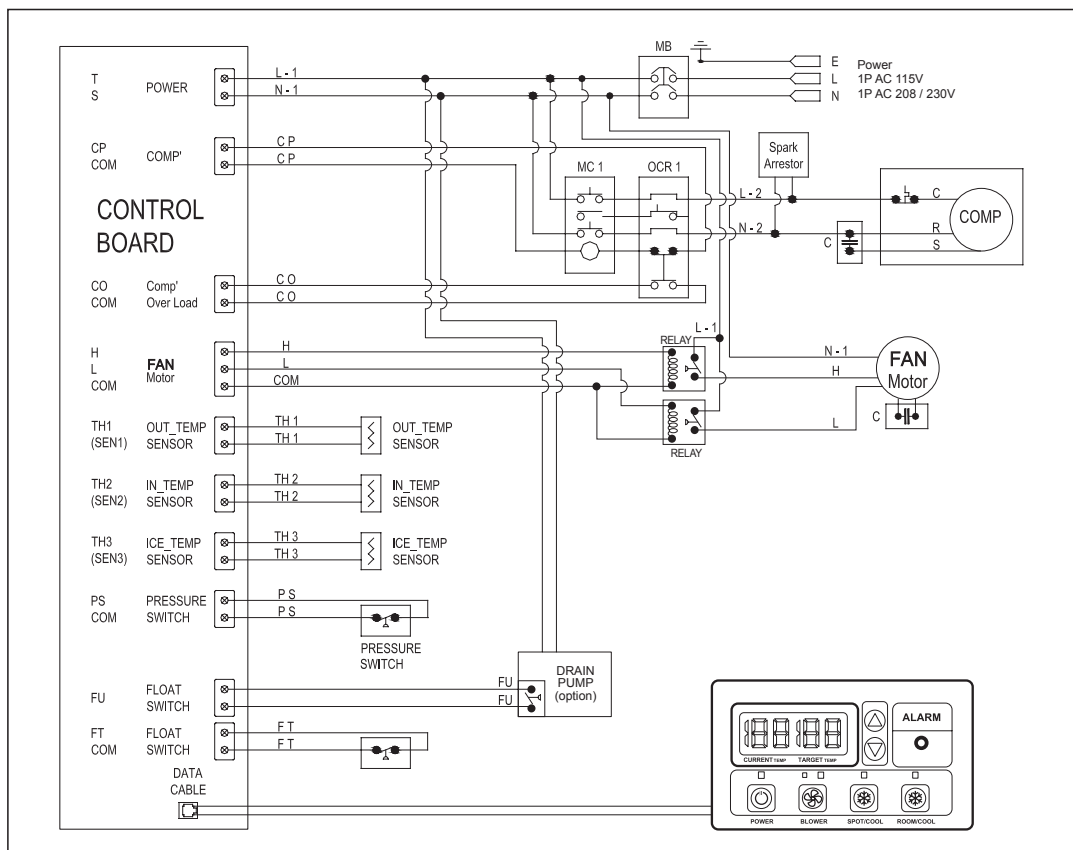 MB
E
Power
L
1P AC 115V
N
1P AC 208 / 230V
T
S
POWER
L - 1
N - 1
CP
COM
COMP'
C P
C P
Spark
Arrestor
MC 1
OCR 1
L - 2
N - 2
C
R
S
COMP
C
CONTROL
BOARD
CO
COM
Comp'
Over Load
C O
C O
H
L
COM
FAN
Motor
H
L
COM
L - 1
RELAY
RELAY
N - 1
H
L
FAN
Motor
C
TH1
(SEN1)
OUT_TEMP
SENSOR
TH 1
TH 1
OUT_TEMP
SENSOR
TH2
(SEN2)
IN_TEMP
SENSOR
TH 2
TH 2
IN_TEMP
SENSOR
TH3
(SEN3)
ICE_TEMP
SENSOR
TH 3
TH 3
ICE_TEMP
SENSOR
PS
COM
PRESSURE
SWITCH
P S
P S
PRESSURE
SWITCH
FU
FLOAT
SWITCH
FU
FU
DRAIN
PUMP
(option)
FT
COM
FLOAT
SWITCH
F T
F T
DATA
CABLE
188 188
CURRENT TEMP
TARGET TEMP
ALARM
POWER
BLOWER
SPOT/COOL
ROOM/COOL